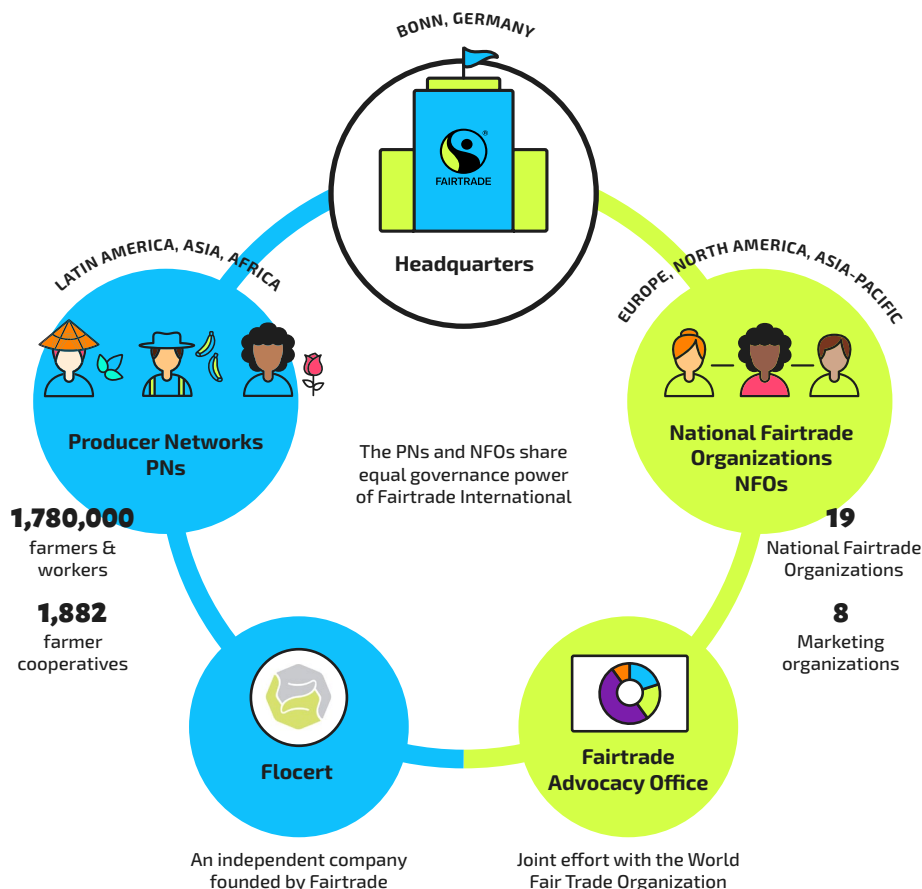 BONN, GERMANY
®
FAIRTRADE
Headquarters
LATIN AMERICA, ASIA, AFRICA
Producer Networks
PNs
1,780,000
farmers &
workers
1,882
farmer
cooperatives
The PNs and NFOs share
equal governance power
of Fairtrade International
EUROPE, NORTH AMERICA, ASIA-PACIFIC
National Fairtrade
Organizations
NFOs
19
National Fairtrade
Organizations
8
Marketing
organizations
Flocert
An independent company
founded by Fairtrade
Fairtrade
Advocacy Office
Joint effort with the World
Fair Trade Organization